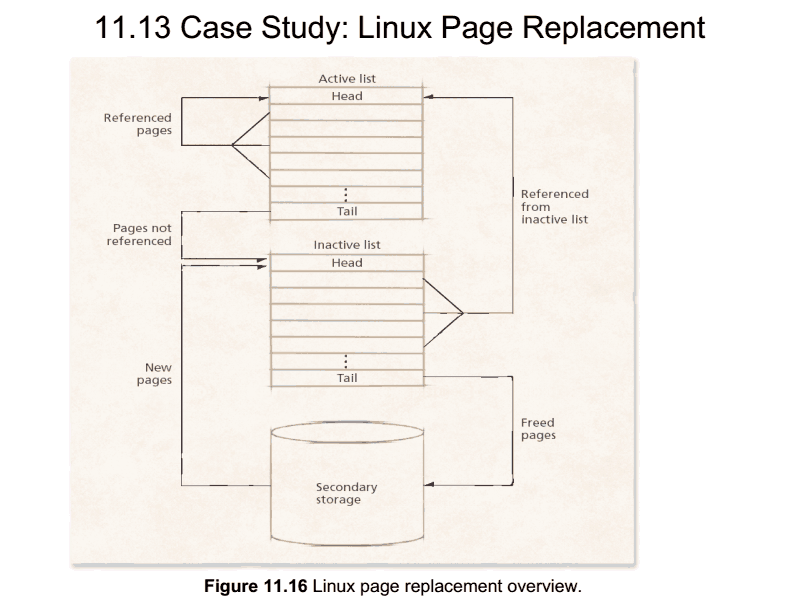 11.13 Case Study: Linux Page Replacement
Active list
Head
Referenced
pages
⋮
Tail
Referenced
from
inactive list
Pages not
referenced
Inactive list
Head
⋮
Tail
New
pages
Freed
pages
Secondary
storage
Figure 11.16 Linux page replacement overview.